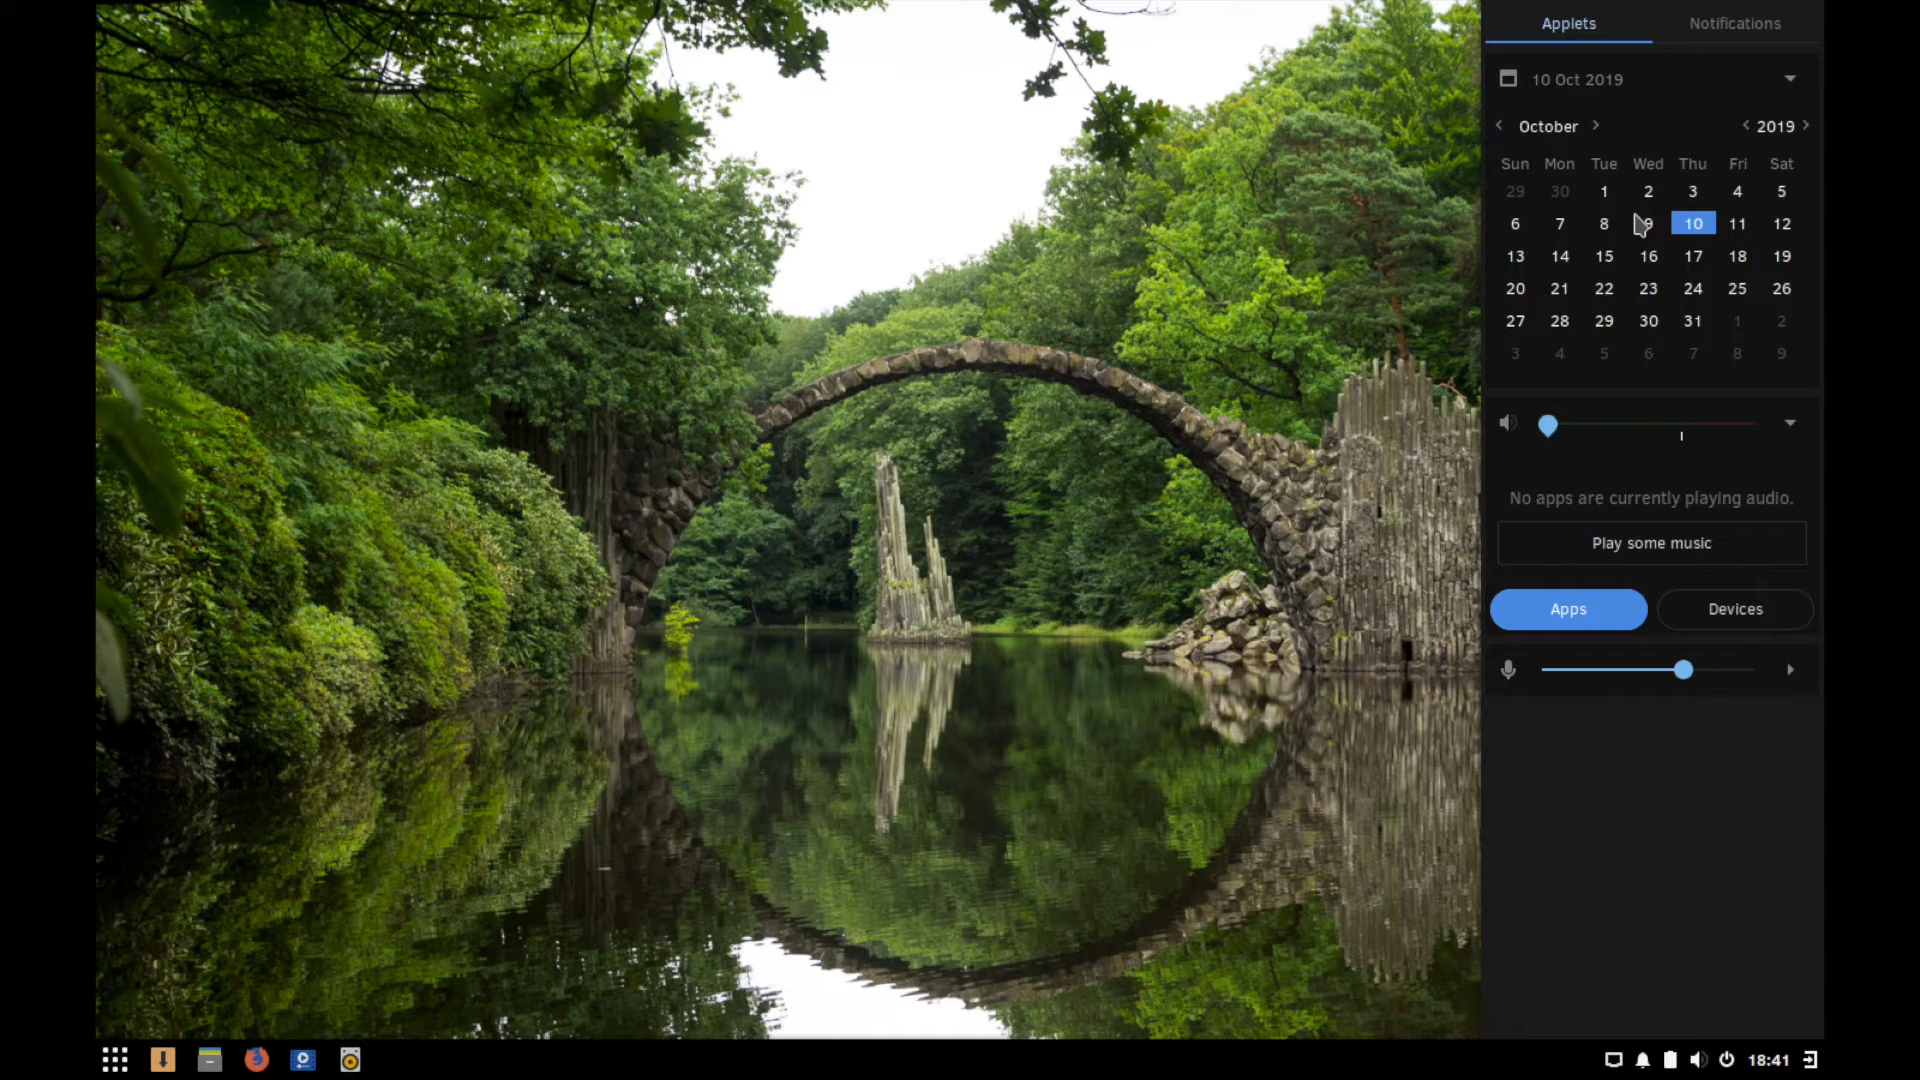 Applets Notifications
10 Oct 2019
October 2019
Sun Mon Tue Wed Thu Fri Sat
29 30 1 2 3 4 5
6 7 8 9 10 11 12
13 14 15 16 17 18 19
20 21 22 23 24 25 26
27 28 29 30 31 1 2
3 4 5 6 7 8 9
No apps are currently playing audio.
Play some music
Apps Devices
18:41